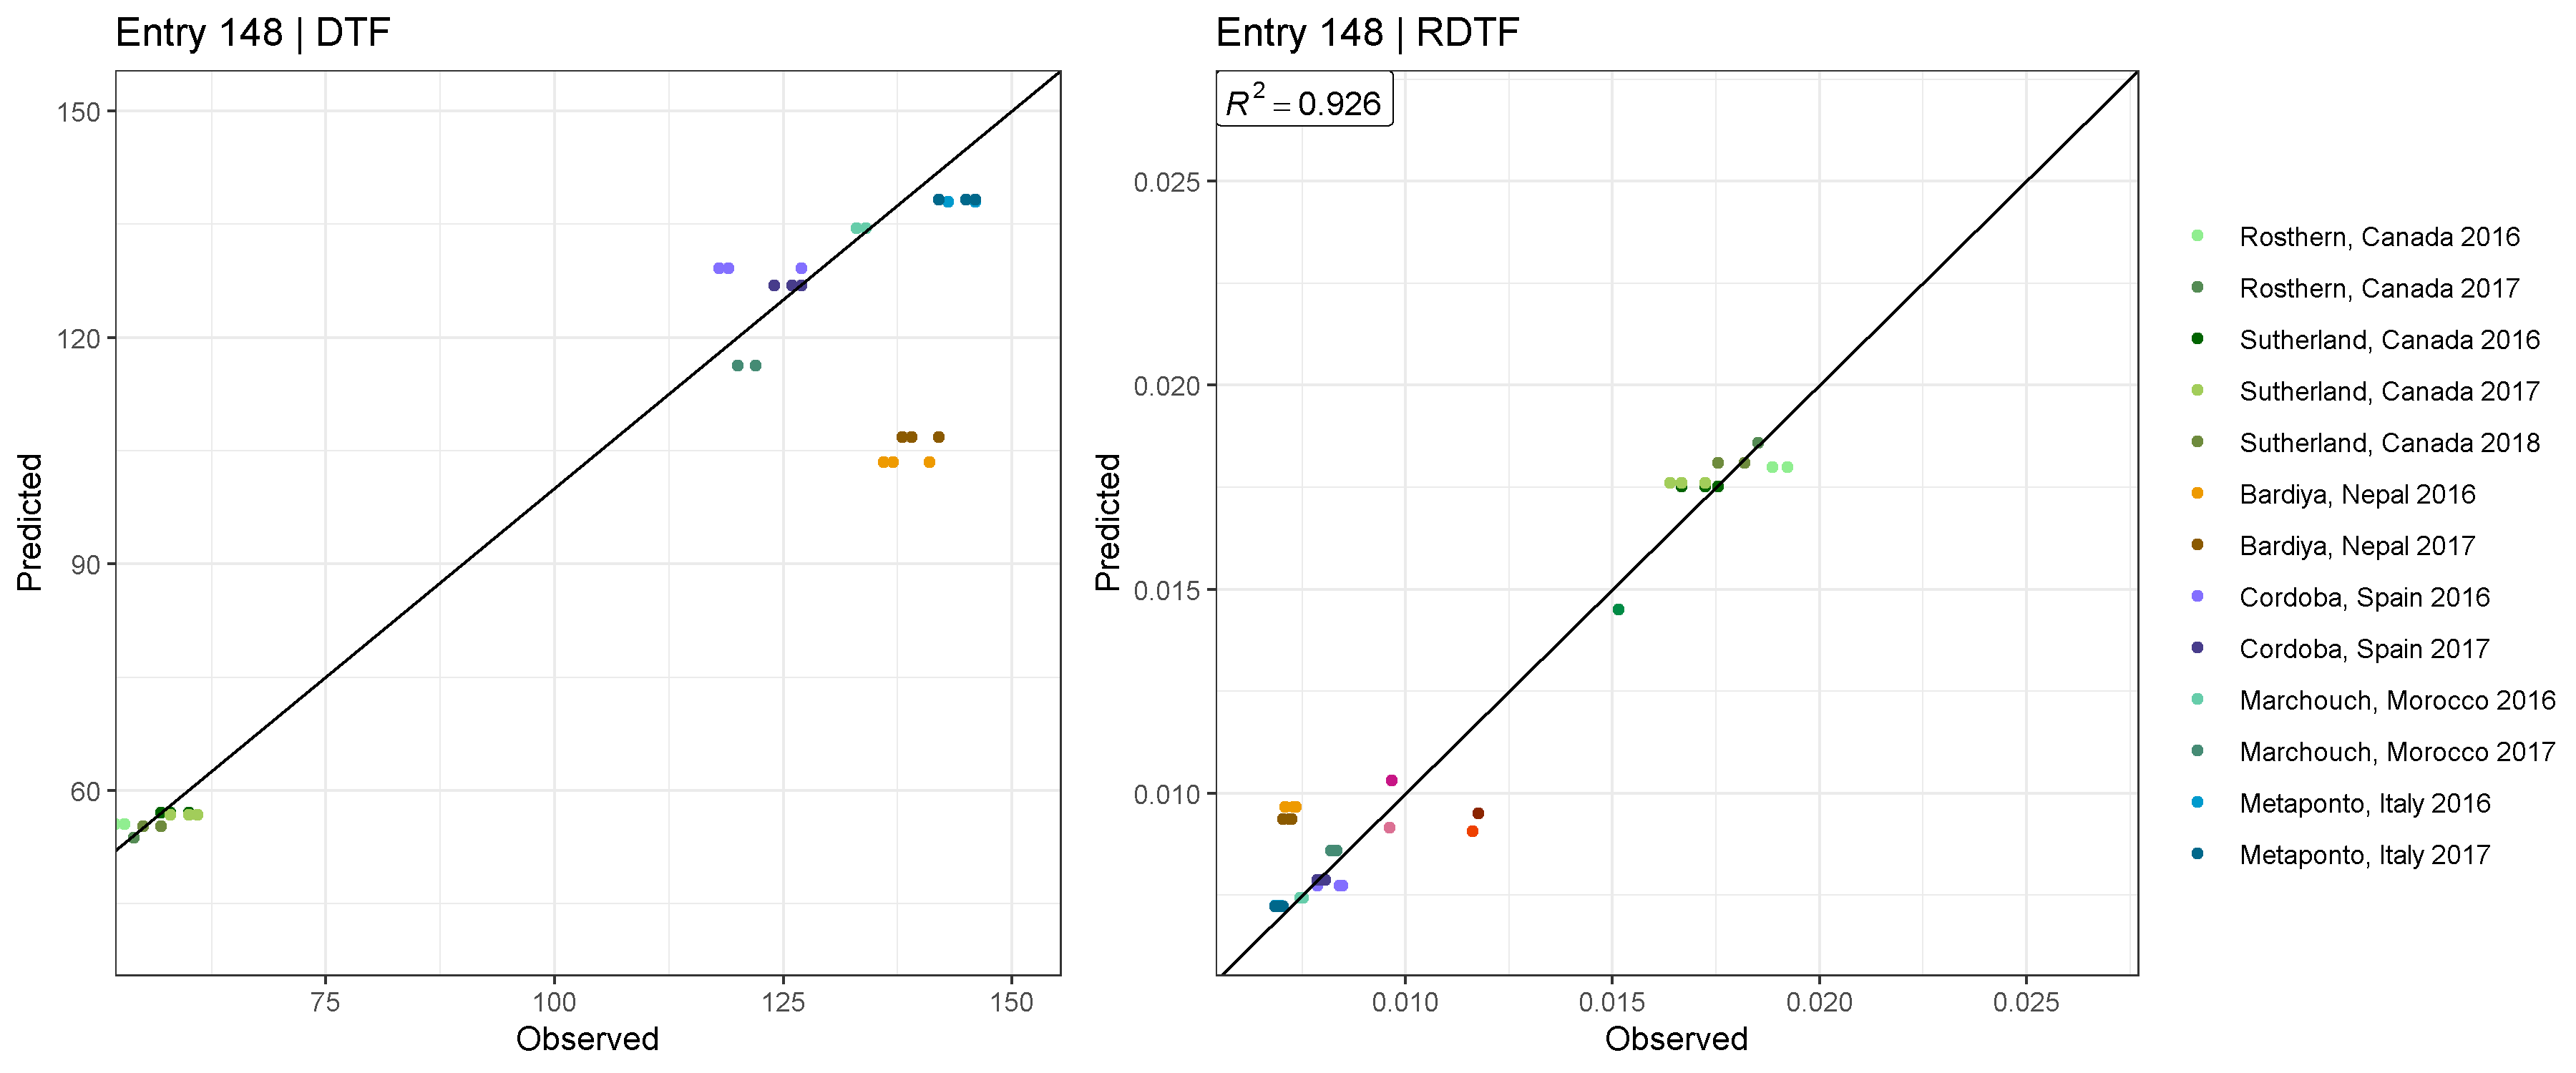 Entry 148 | DTF
150
120
90
60
Predicted
75
100
125
150
Observed
Entry 148 | RDTF
R² = 0.926
0.025
0.020
0.015
0.010
Predicted
0.010
0.015
0.020
0.025
Observed
Rosthern, Canada 2016
Rosthern, Canada 2017
Sutherland, Canada 2016
Sutherland, Canada 2017
Sutherland, Canada 2018
Bardiya, Nepal 2016
Bardiya, Nepal 2017
Cordoba, Spain 2016
Cordoba, Spain 2017
Marchouch, Morocco 2016
Marchouch, Morocco 2017
Metaponto, Italy 2016
Metaponto, Italy 2017